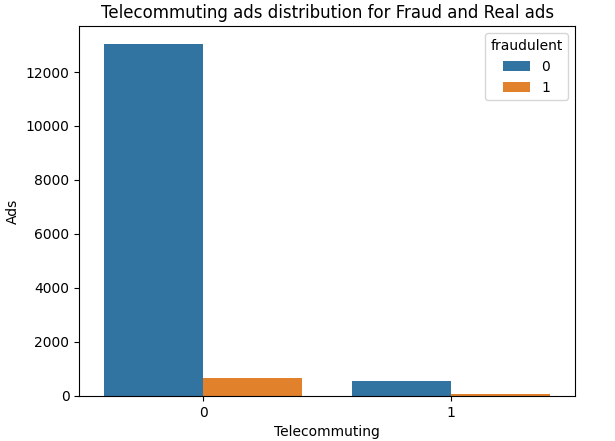 Telecommuting ads distribution for Fraud and Real ads
fraudulent
0
1
12000
10000
8000
6000
4000
2000
0
Ads
0 1
Telecommuting